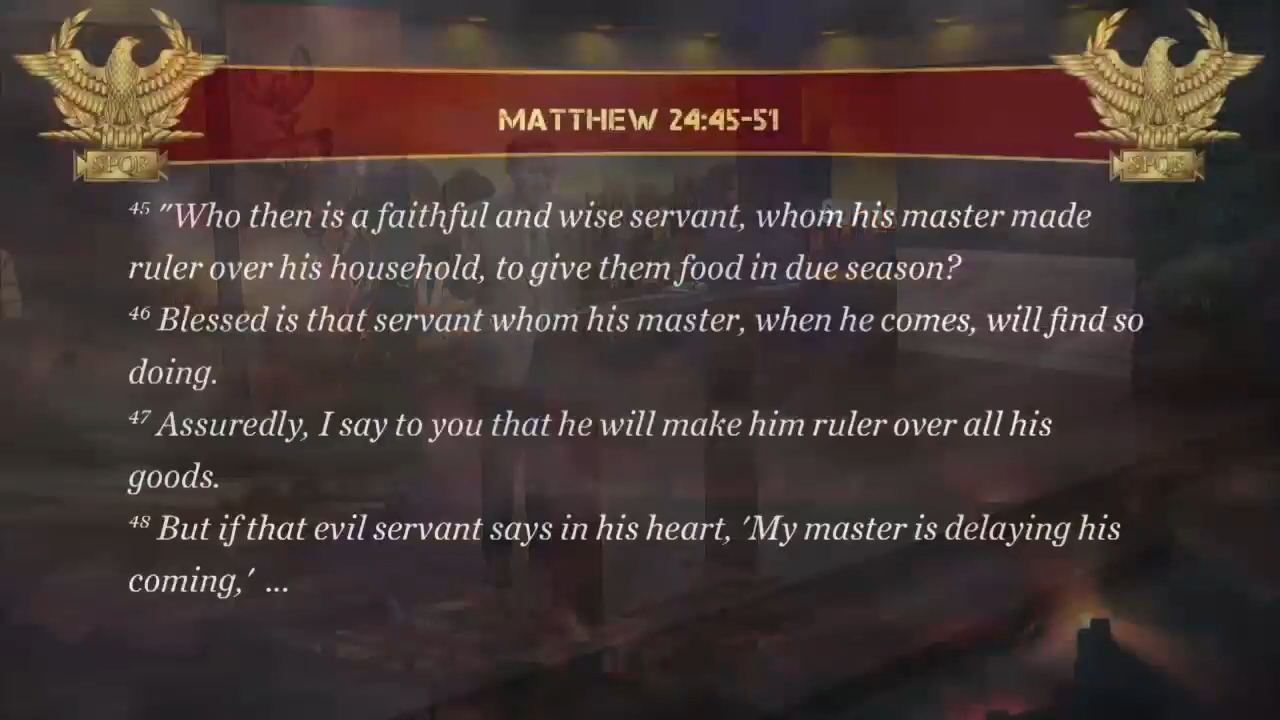 MATTHEW 24:45-51
SPQR
SPQR
45 "Who then is a faithful and wise servant, whom his master made
ruler over his household, to give them food in due season?
46 Blessed is that servant whom his master, when he comes, will find so
doing.
47 Assuredly, I say to you that he will make him ruler over all his
goods.
48 But if that evil servant says in his heart, 'My master is delaying his
coming,' ...